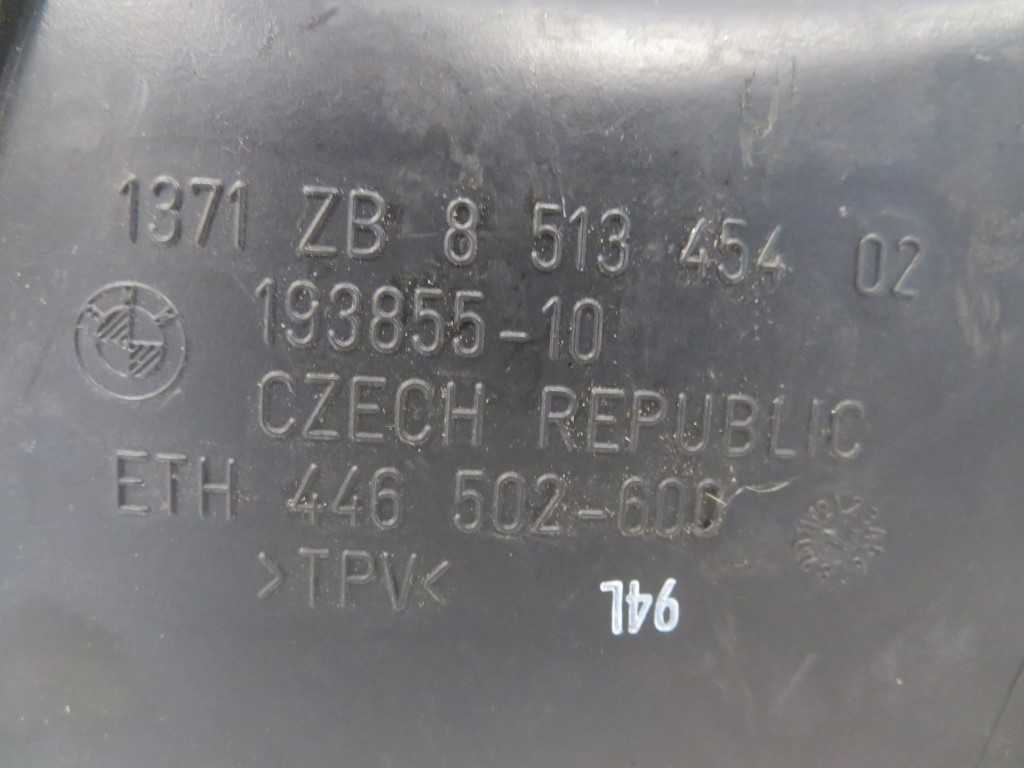 1371 ZB 8 513 454 02
193855-10
CZECH REPUBLIC
ETH 446 502-600
>TPV<
94L